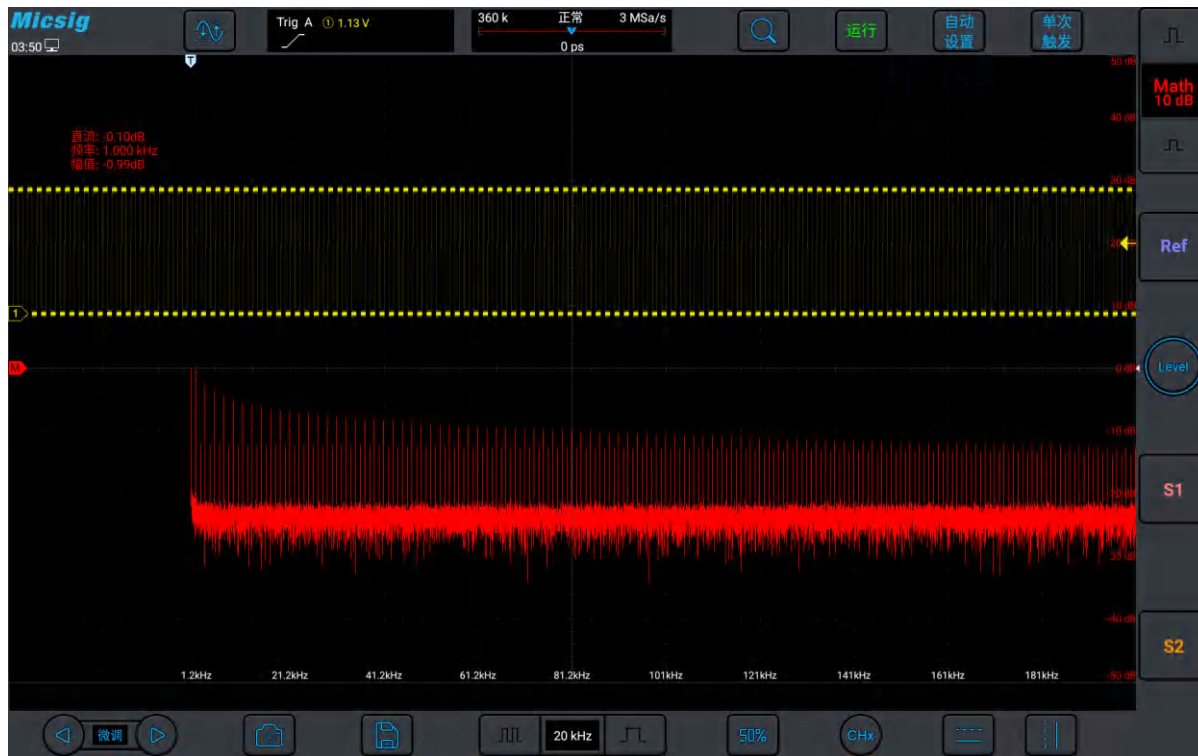 Micsig
03:50
Trig A ① 1.13 V
360 k 正常 3 MSa/s
0 ps
运行
自动
设置
单次
触发
T
50 dB
Math
10 dB
40 dB
直流: -0.10dB
频率: 1.000 kHz
幅值: -0.99dB
30 dB
20
Ref
10 dB
1
M
0 dB
Level
-10 dB
-20 dB
S1
-30 dB
-40 dB
S2
1.2kHz 21.2kHz 41.2kHz 61.2kHz 81.2kHz 101kHz 121kHz 141kHz 161kHz 181kHz
-50 dB
微调
20 kHz
50%
CHx